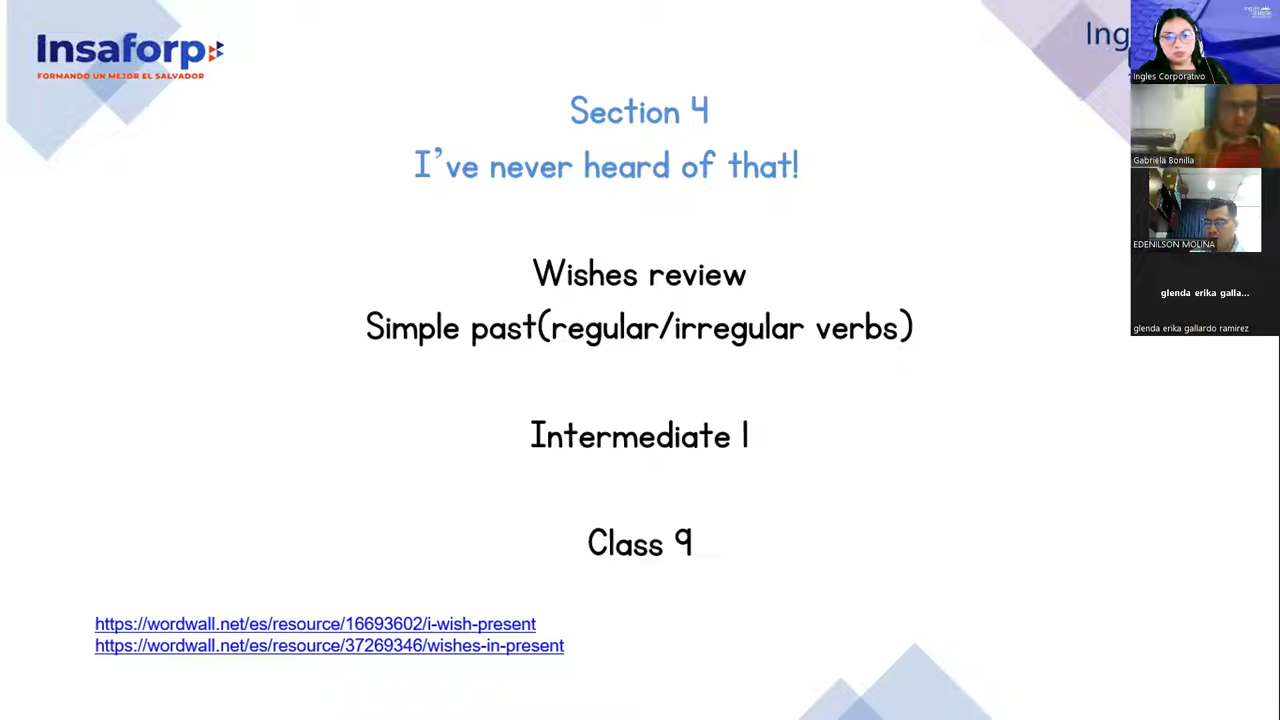 Insaforp
FORMANDO UN MEJOR EL SALVADOR
Ing
Section 4
I've never heard of that!
Wishes review
Simple past(regular/irregular verbs)
Intermediate 1
Class 9
https://wordwall.net/es/resource/16693602/i-wish-present
https://wordwall.net/es/resource/37269346/wishes-in-present
Ingles Corporativo
Gabriela Bonilla
EDENILSON MOLINA
glenda erika galla...
glenda erika gallardo ramirez